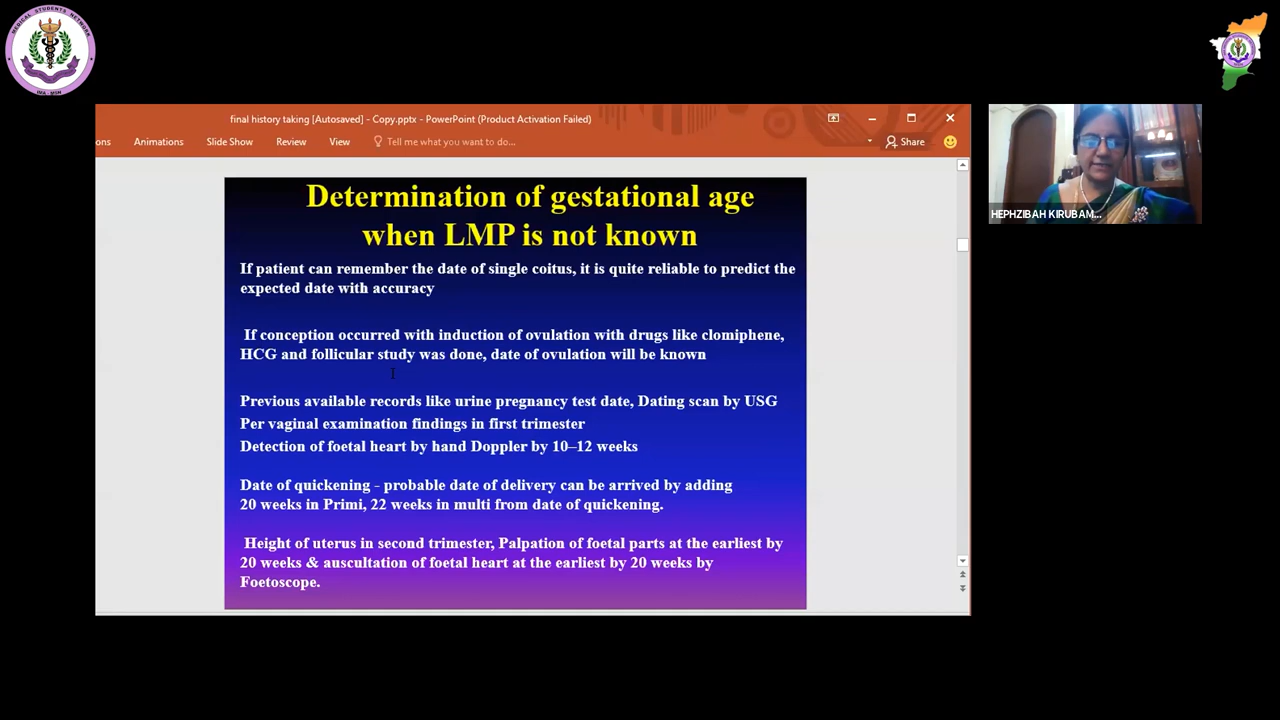 MEDICAL STUDENTS NETWORK
IMA - MSN
final history taking [Autosaved] - Copy.pptx - PowerPoint (Product Activation Failed)
ons Animations Slide Show Review View Tell me what you want to do... Share
Determination of gestational age
when LMP is not known
If patient can remember the date of single coitus, it is quite reliable to predict the
expected date with accuracy
If conception occurred with induction of ovulation with drugs like clomiphene,
HCG and follicular study was done, date of ovulation will be known
Previous available records like urine pregnancy test date, Dating scan by USG
Per vaginal examination findings in first trimester
Detection of foetal heart by hand Doppler by 10–12 weeks
Date of quickening - probable date of delivery can be arrived by adding
20 weeks in Primi, 22 weeks in multi from date of quickening.
Height of uterus in second trimester, Palpation of foetal parts at the earliest by
20 weeks & auscultation of foetal heart at the earliest by 20 weeks by
Foetoscope.
HEPHZIBAH KIRUBAM...